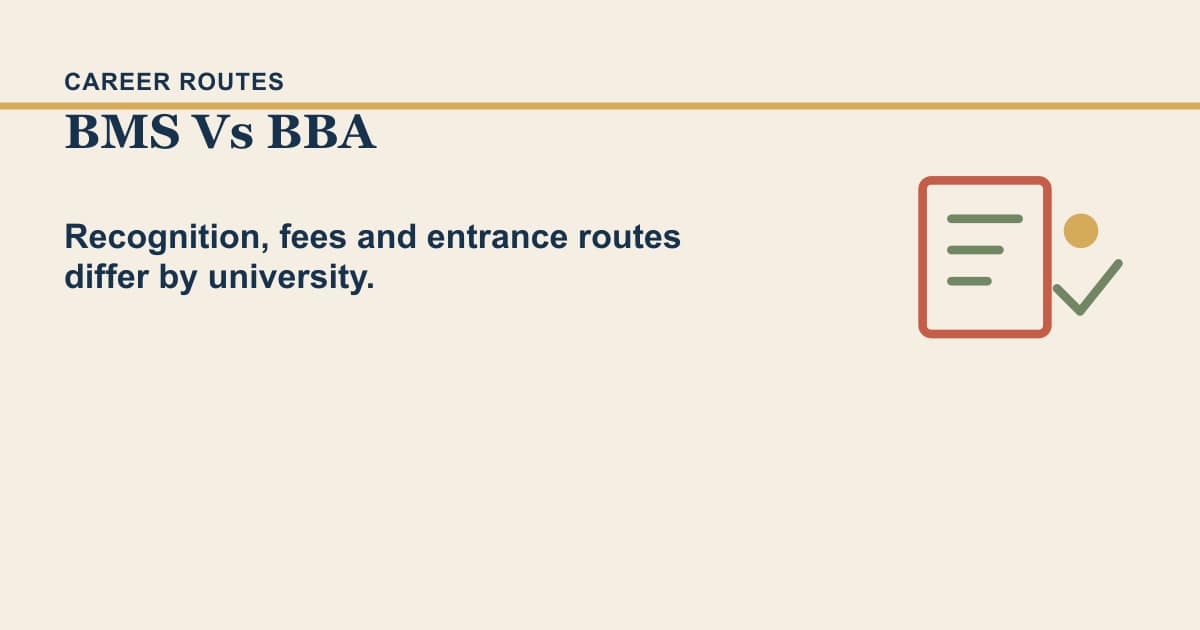 CAREER ROUTES
BMS Vs BBA
Recognition, fees and entrance routes
differ by university.